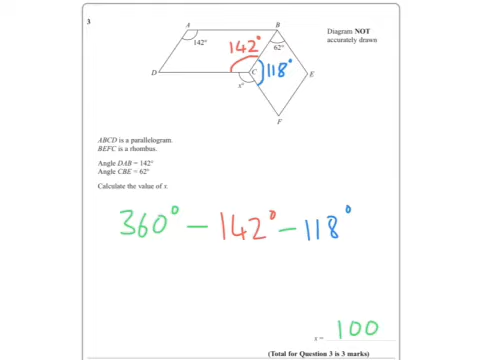 3
A
B
Diagram NOT
accurately drawn
142°
142°
62°
D
C
118°
E
x°
F
ABCD is a parallelogram.
BEFC is a rhombus.
Angle DAB = 142°
Angle CBE = 62°
Calculate the value of x.
360° – 142° – 118°
x = 100
(Total for Question 3 is 3 marks)